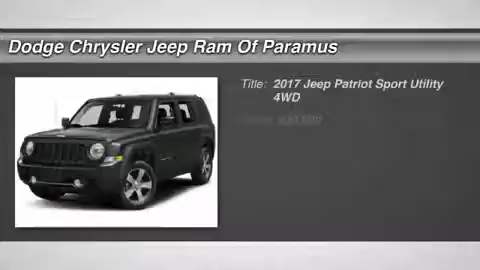 Dodge Chrysler Jeep Ram Of Paramus
Title: 2017 Jeep Patriot Sport Utility
4WD